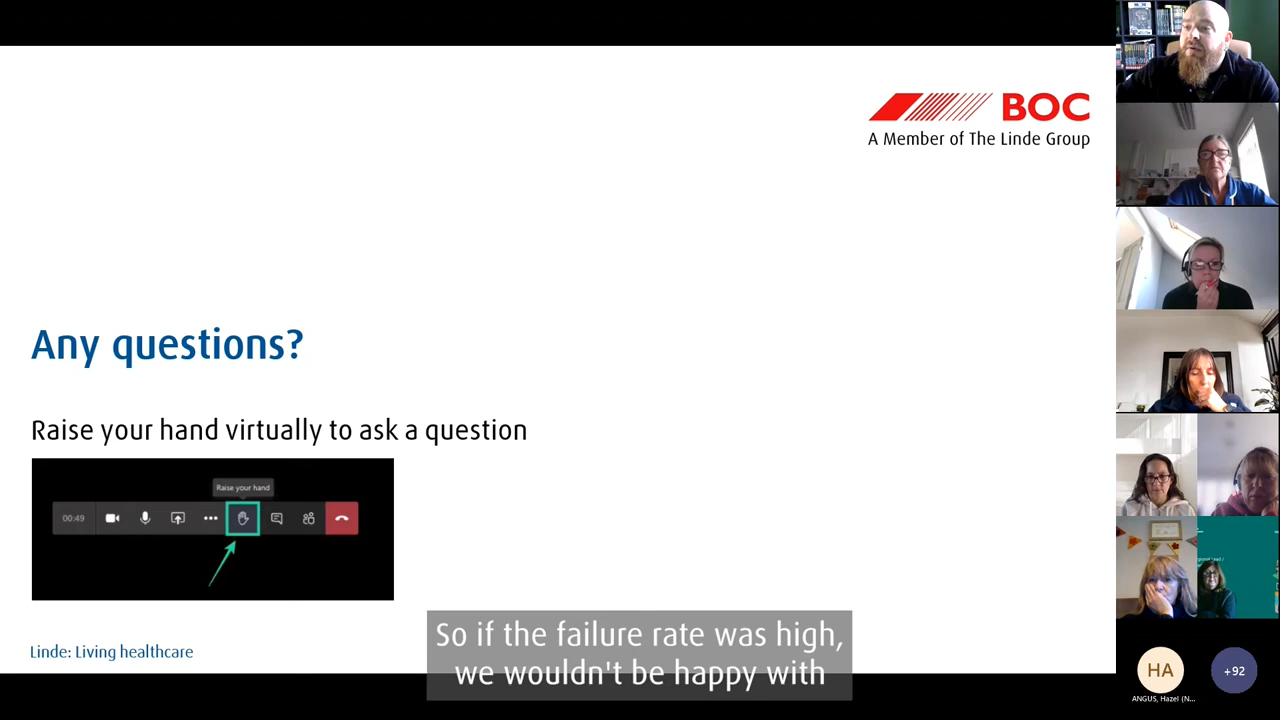 BOC
A Member of The Linde Group
Any questions?
Raise your hand virtually to ask a question
Raise your hand
00:49
Linde: Living healthcare
So if the failure rate was high,
we wouldn't be happy with
HA
+92
ANGUS, Hazel (N...